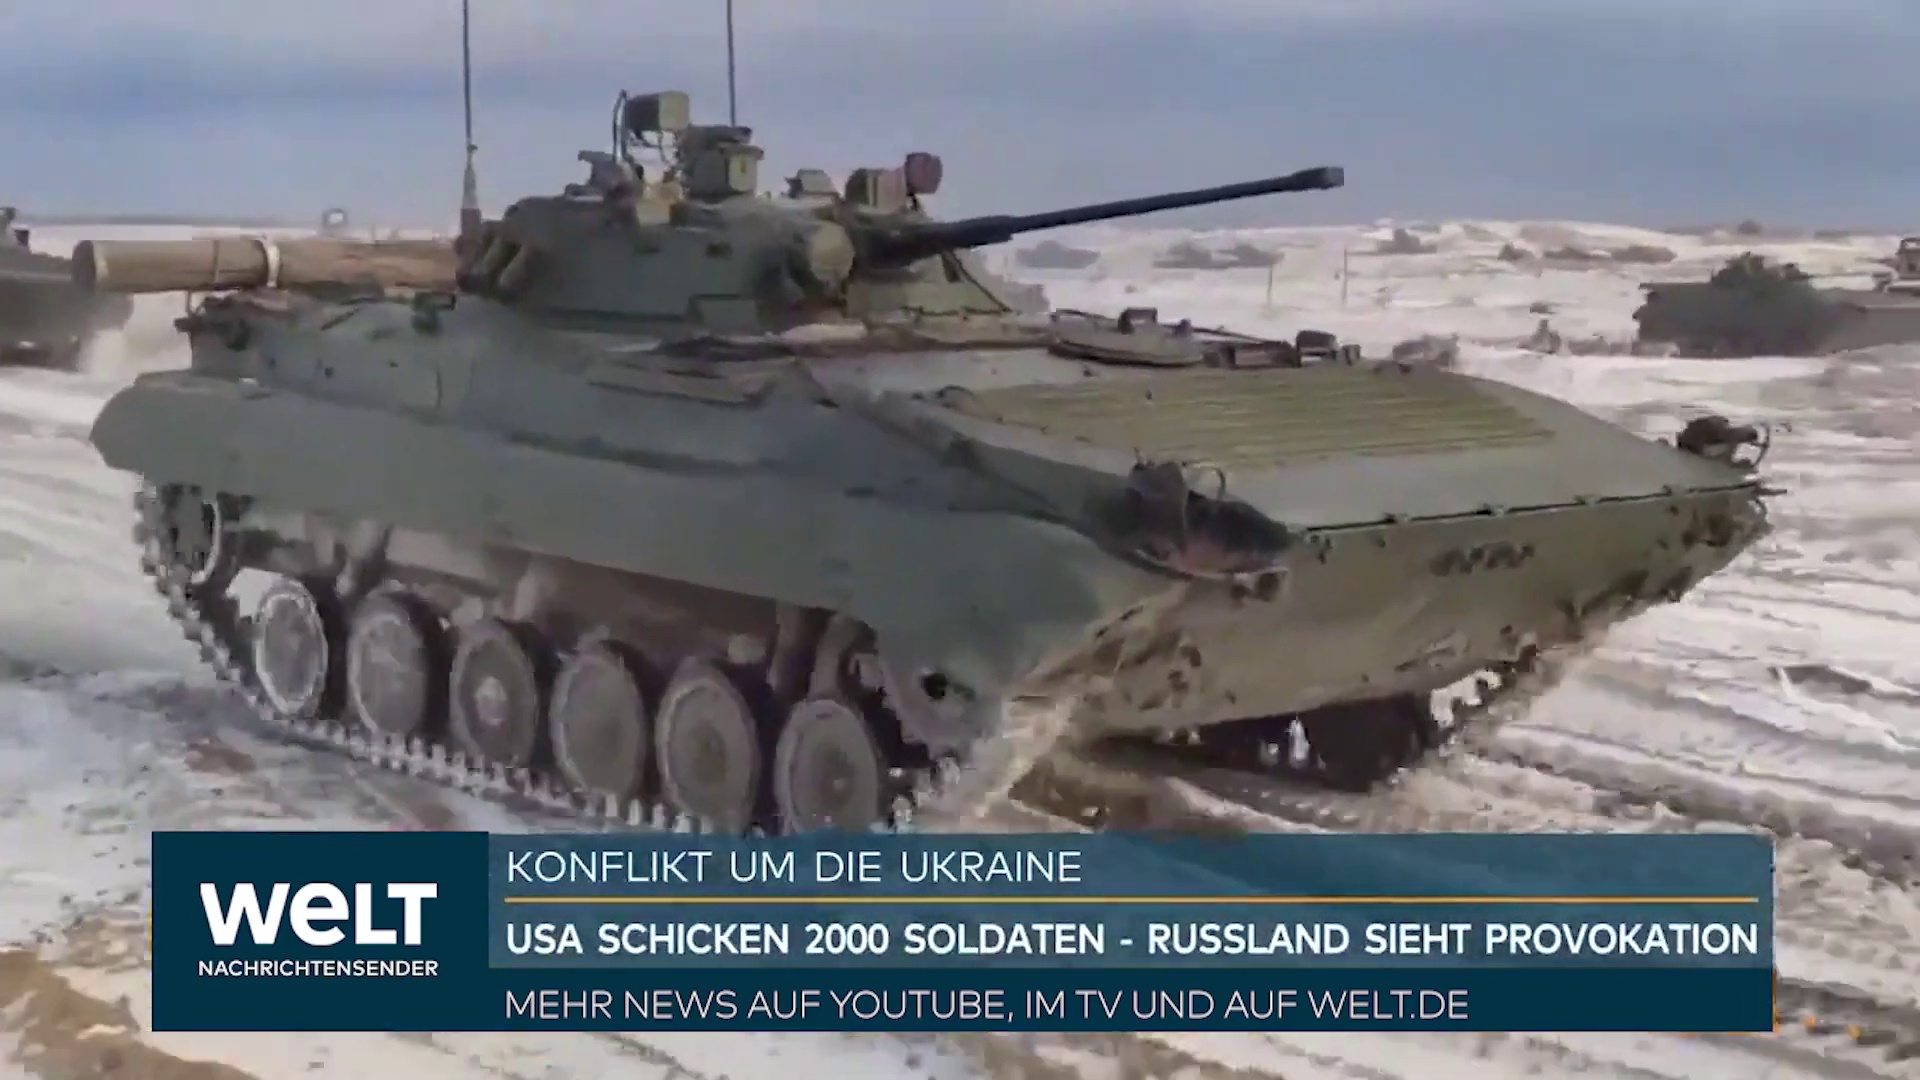 KONFLIKT UM DIE UKRAINE
WELT
NACHRICHTENSENDER
USA SCHICKEN 2000 SOLDATEN - RUSSLAND SIEHT PROVOKATION
MEHR NEWS AUF YOUTUBE, IM TV UND AUF WELT.DE